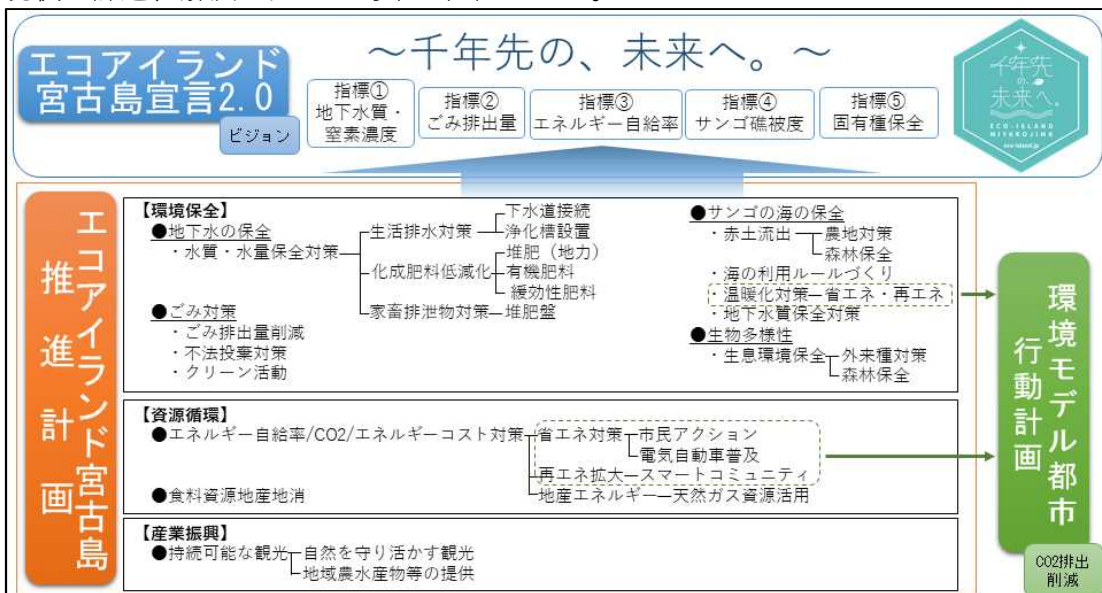 エコアイランド
宮古島宣言2.0
ビジョン
～千年先の、未来へ。～
指標①
地下水質・
窒素濃度
指標②
ごみ排出量
指標③
エネルギー自給率
指標④
サンゴ礁被度
指標⑤
固有種保全
千年先
の、
未来へ。
ECO-ISLAND
MIYAKOJIMA
eco-island.jp
エコアイランド宮古島
推進計画
【環境保全】
●地下水の保全
・水質・水量保全対策
生活排水対策
下水道接続
浄化槽設置
化成肥料低減化
堆肥（地力）
有機肥料
緩効性肥料
家畜排泄物対策
堆肥盤
●ごみ対策
・ごみ排出量削減
・不法投棄対策
・クリーン活動
●サンゴの海の保全
・赤土流出
農地対策
森林保全
・海の利用ルールづくり
・温暖化対策
省エネ・再エネ
・地下水質保全対策
●生物多様性
・生息環境保全
外来種対策
森林保全
【資源循環】
●エネルギー自給率/CO2/エネルギーコスト対策
省エネ対策
市民アクション
電気自動車普及
再エネ拡大
スマートコミュニティ
地産エネルギー
天然ガス資源活用
●食料資源地産地消
【産業振興】
●持続可能な観光
自然を守り活かす観光
地域農水産物等の提供
環境モデル都市
行動計画
CO2排出
削減